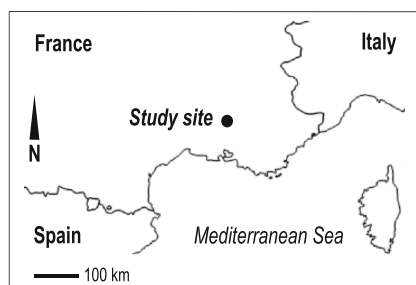 France
Italy
Study site
N
Spain
Mediterranean Sea
100 km